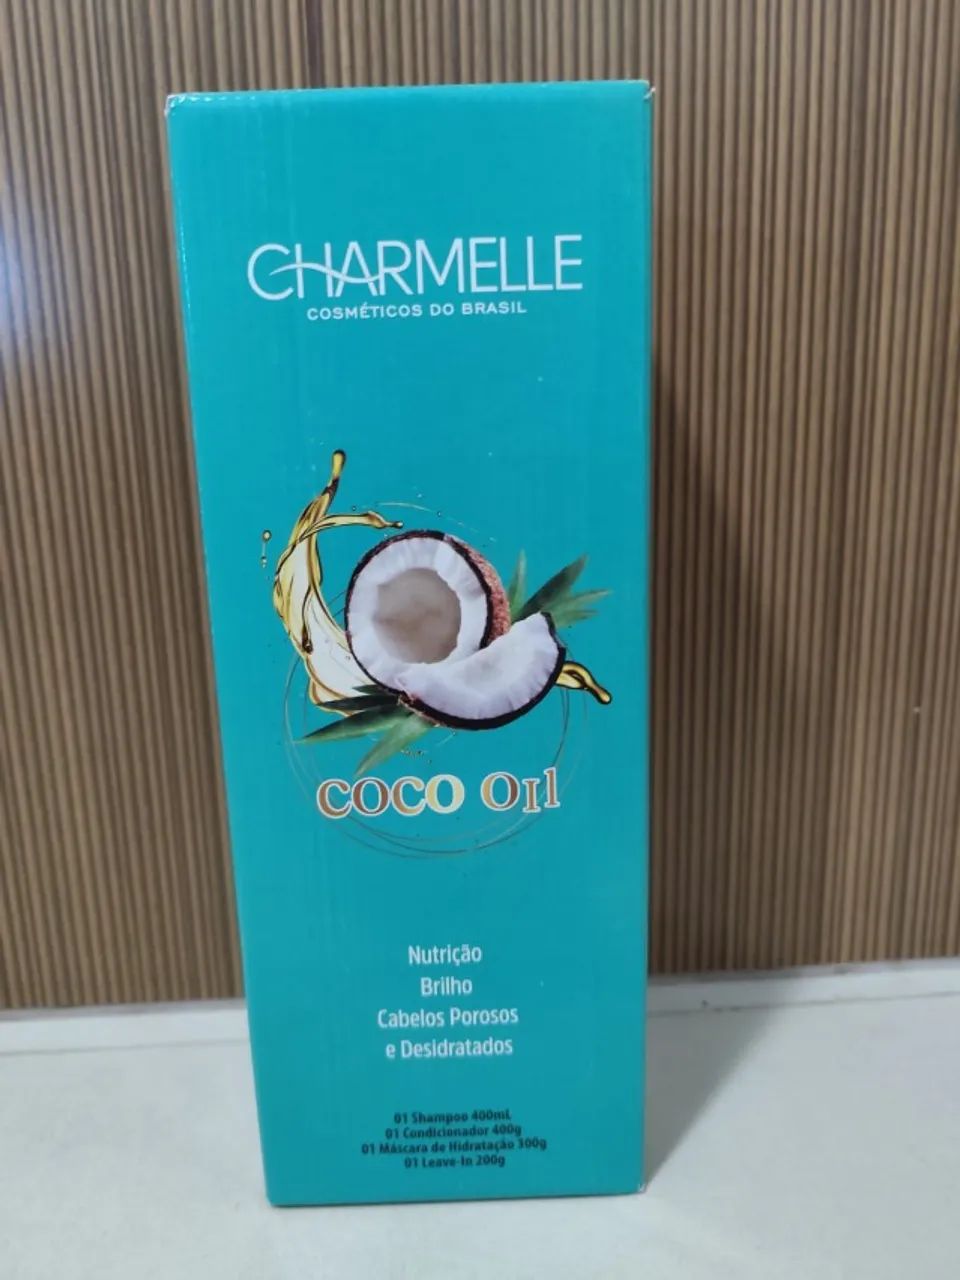 CHARMELLE
COSMÉTICOS DO BRASIL
COCO OIl
Nutrição
Brilho
Cabelos Porosos
e Desidratados
01 Shampoo 400mL
01 Condicionador 400g
01 Máscara de Hidratação 300g
01 Leave-In 200g